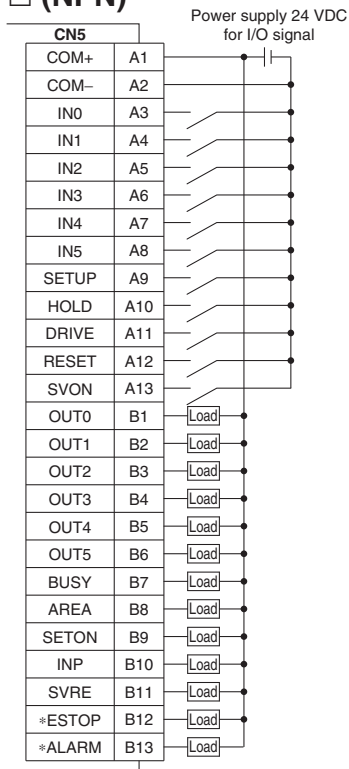 □ (NPN)
Power supply 24 VDC
for I/O signal
CN5
COM+ A1
COM– A2
IN0 A3
IN1 A4
IN2 A5
IN3 A6
IN4 A7
IN5 A8
SETUP A9
HOLD A10
DRIVE A11
RESET A12
SVON A13
OUT0 B1 Load
OUT1 B2 Load
OUT2 B3 Load
OUT3 B4 Load
OUT4 B5 Load
OUT5 B6 Load
BUSY B7 Load
AREA B8 Load
SETON B9 Load
INP B10 Load
SVRE B11 Load
*ESTOP B12 Load
*ALARM B13 Load